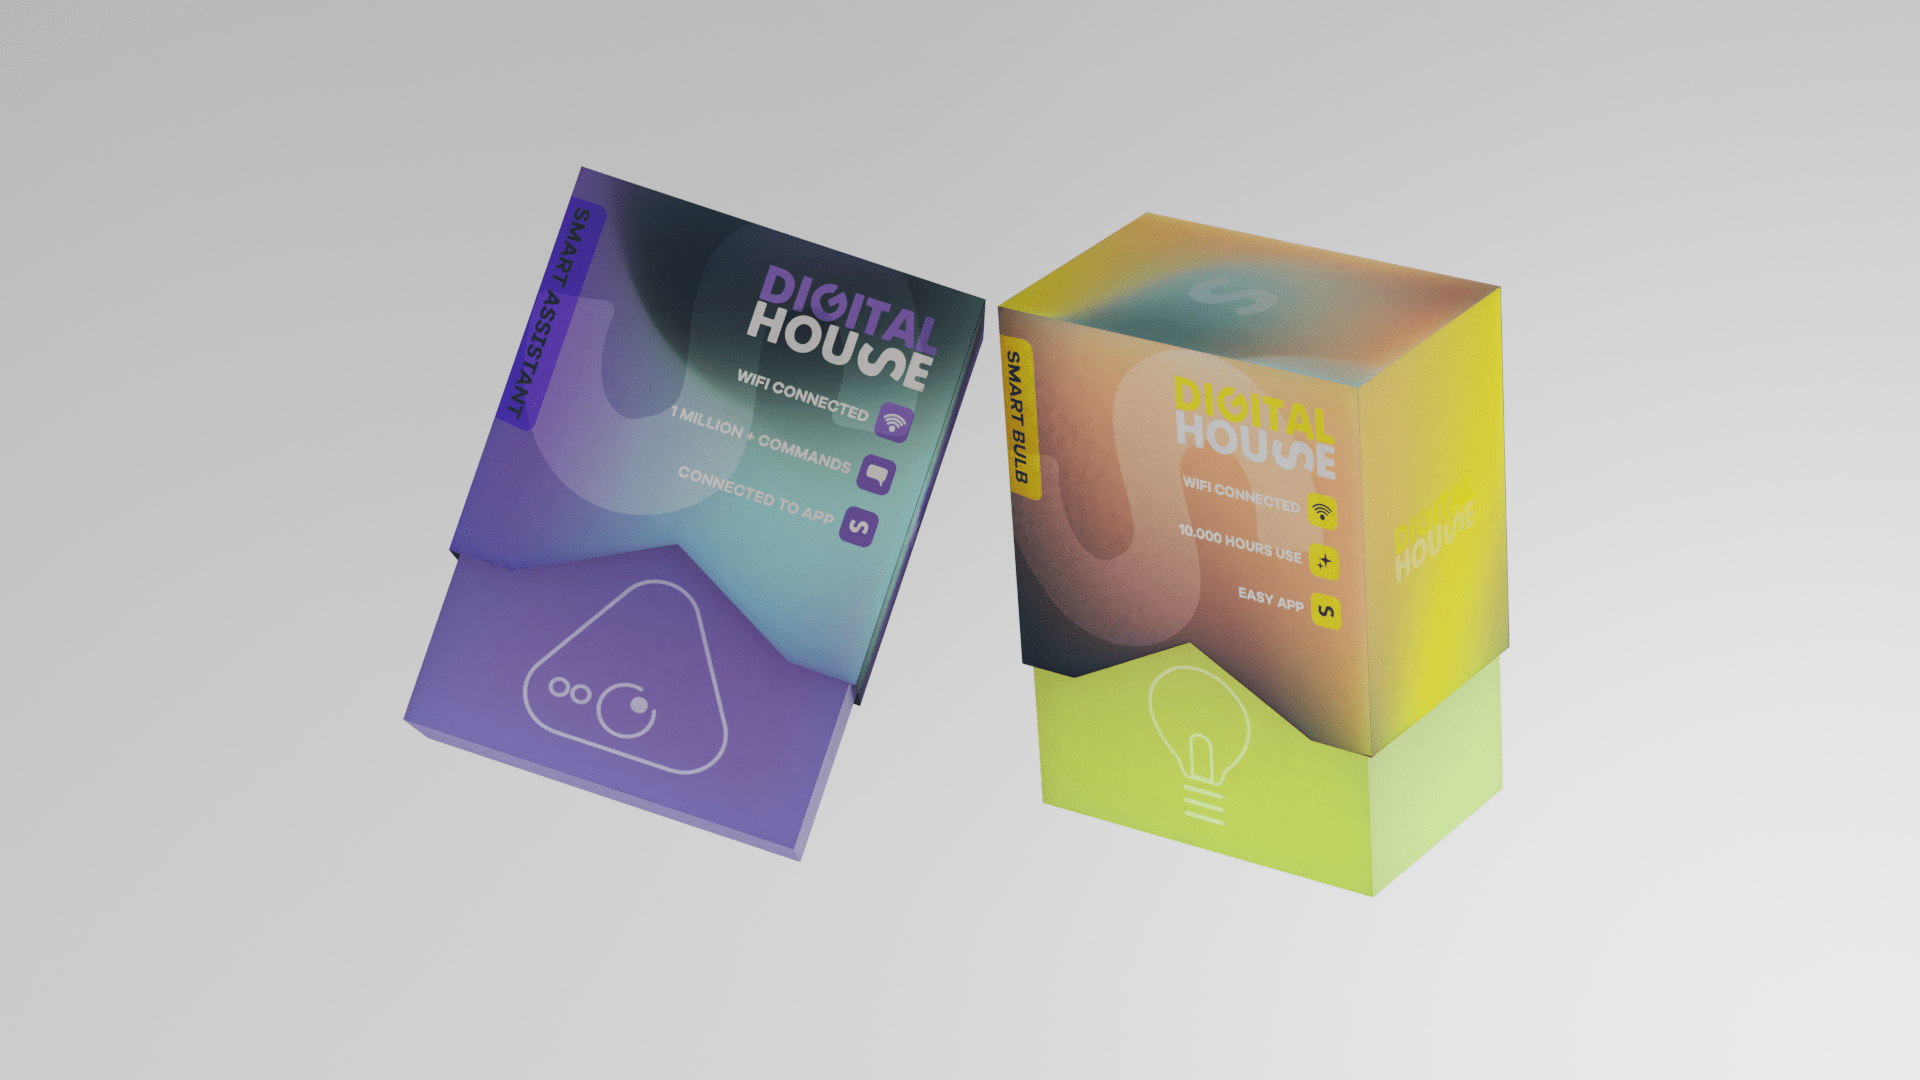 SMART ASSISTANT
DIGITAL
HOUSE
WIFI CONNECTED
1 MILLION + COMMANDS
CONNECTED TO APP
S
S
SMART BULB
DIGITAL
HOUSE
WIFI CONNECTED
10.000 HOURS USE
EASY APP
S
DIGITAL
HOUSE